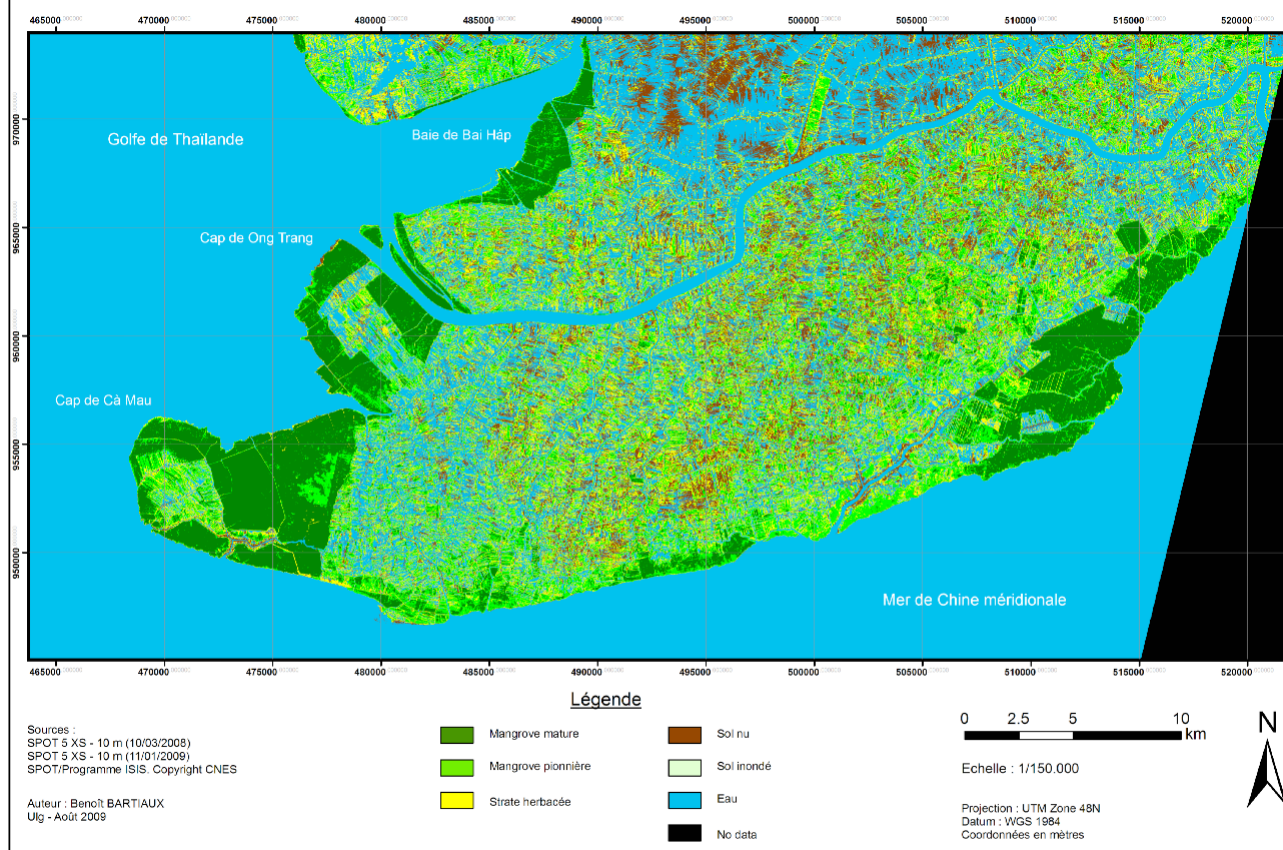 465000 470000 475000 480000 485000 490000 495000 500000 505000 510000 515000 520000
970000
965000
960000
955000
950000
Golfe de Thaïlande
Baie de Bai Háp
Cap de Ong Trang
Cap de Cà Mau
Mer de Chine méridionale
970000
965000
960000
955000
950000
465000 470000 475000 480000 485000 490000 495000 500000 505000 510000 515000 520000
Légende
Sources :
SPOT 5 XS - 10 m (10/03/2008)
SPOT 5 XS - 10 m (11/01/2009)
SPOT/Programme ISIS. Copyright CNES
Auteur : Benoît BARTIAUX
Ulg - Août 2009
Mangrove mature
Mangrove pionnière
Strate herbacée
Sol nu
Sol inondé
Eau
No data
0 2.5 5 10
km
Echelle : 1/150.000
Projection : UTM Zone 48N
Datum : WGS 1984
Coordonnées en mètres
N